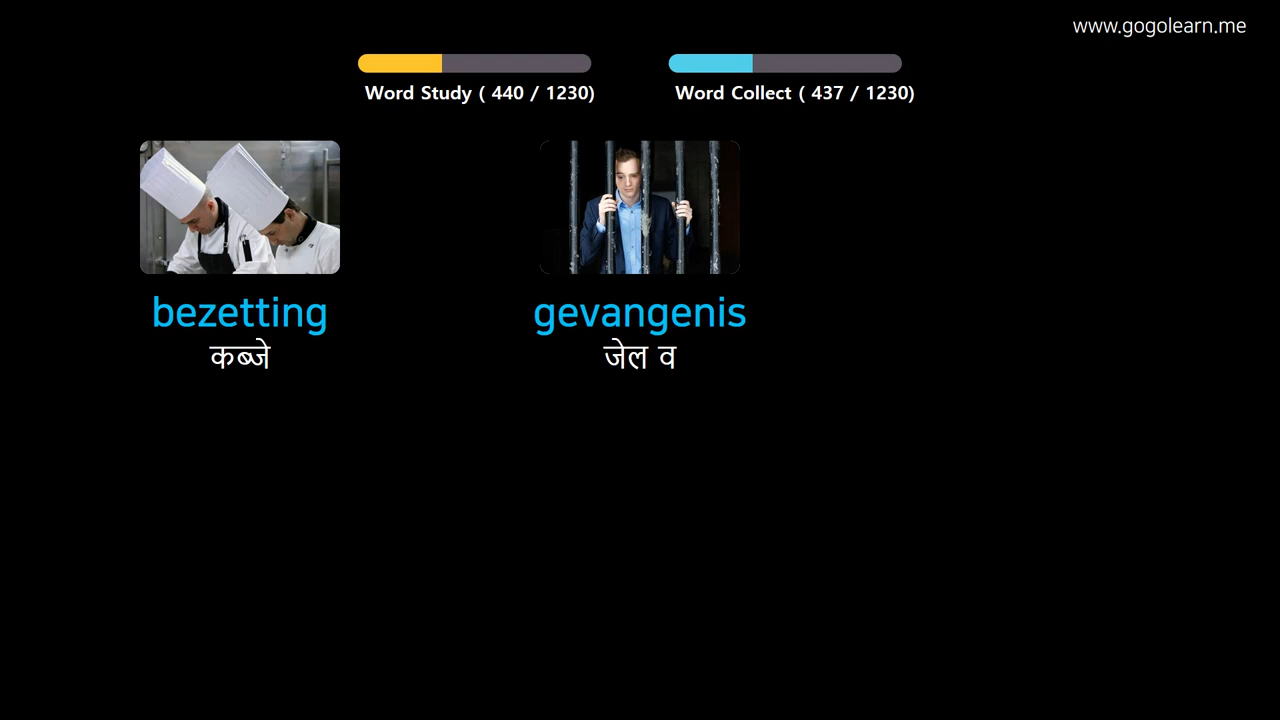 www.gogolearn.me
Word Study ( 440 / 1230)
Word Collect ( 437 / 1230)
bezetting
कब्जे
gevangenis
जेल व